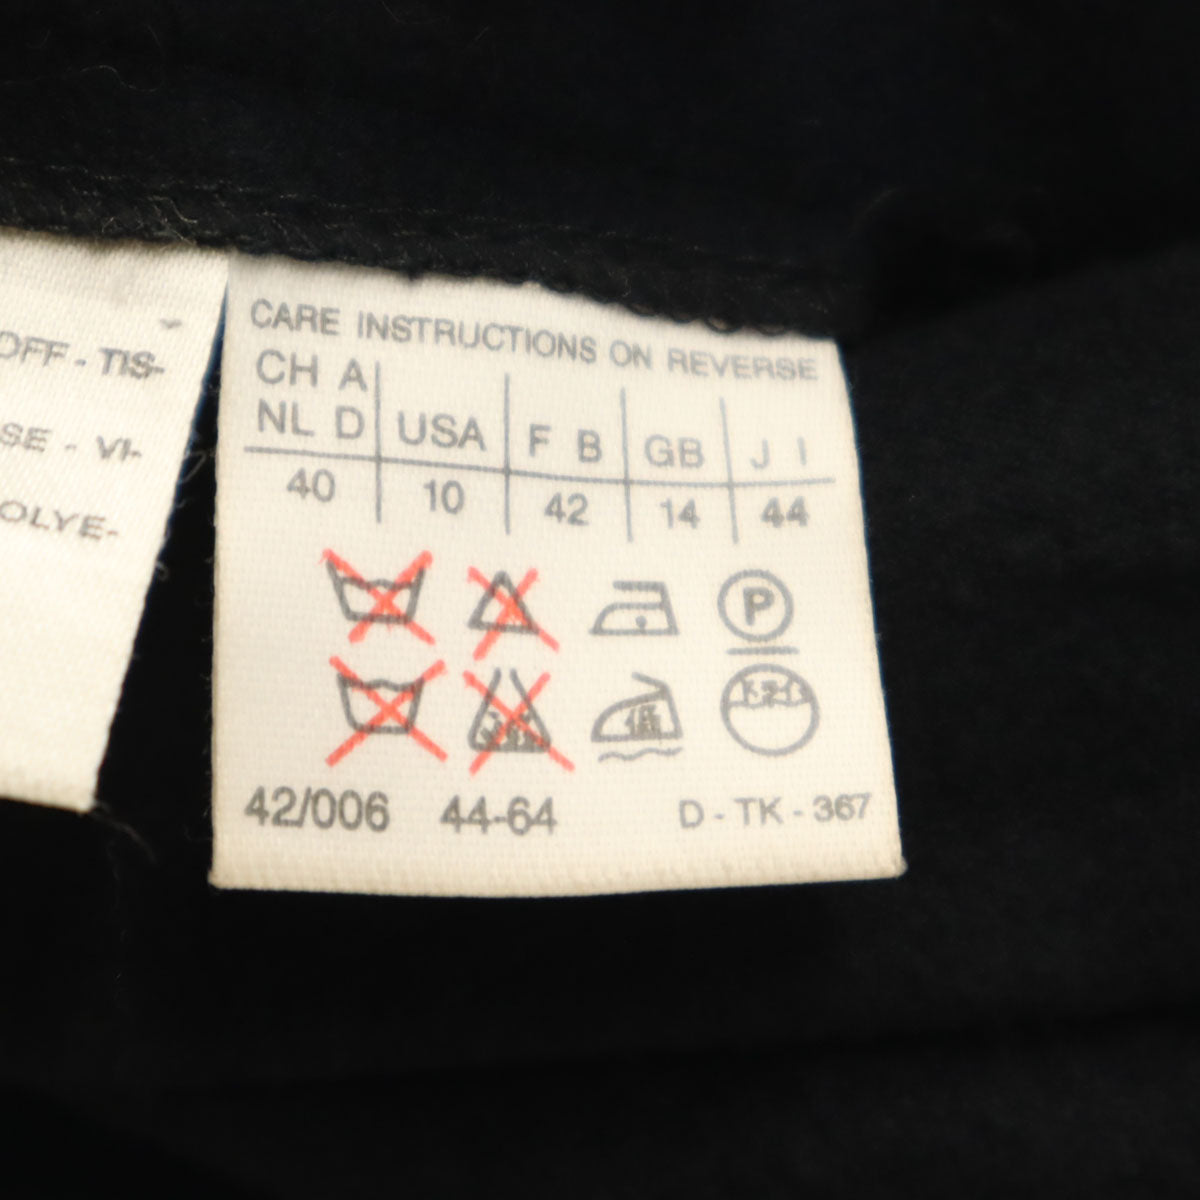 OFF - TIS-
SE - VI-
OLYE-
CARE INSTRUCTIONS ON REVERSE
CH A
NL D USA F B GB J I
40 10 42 14 44
P
42/006 44-64 D - TK - 367